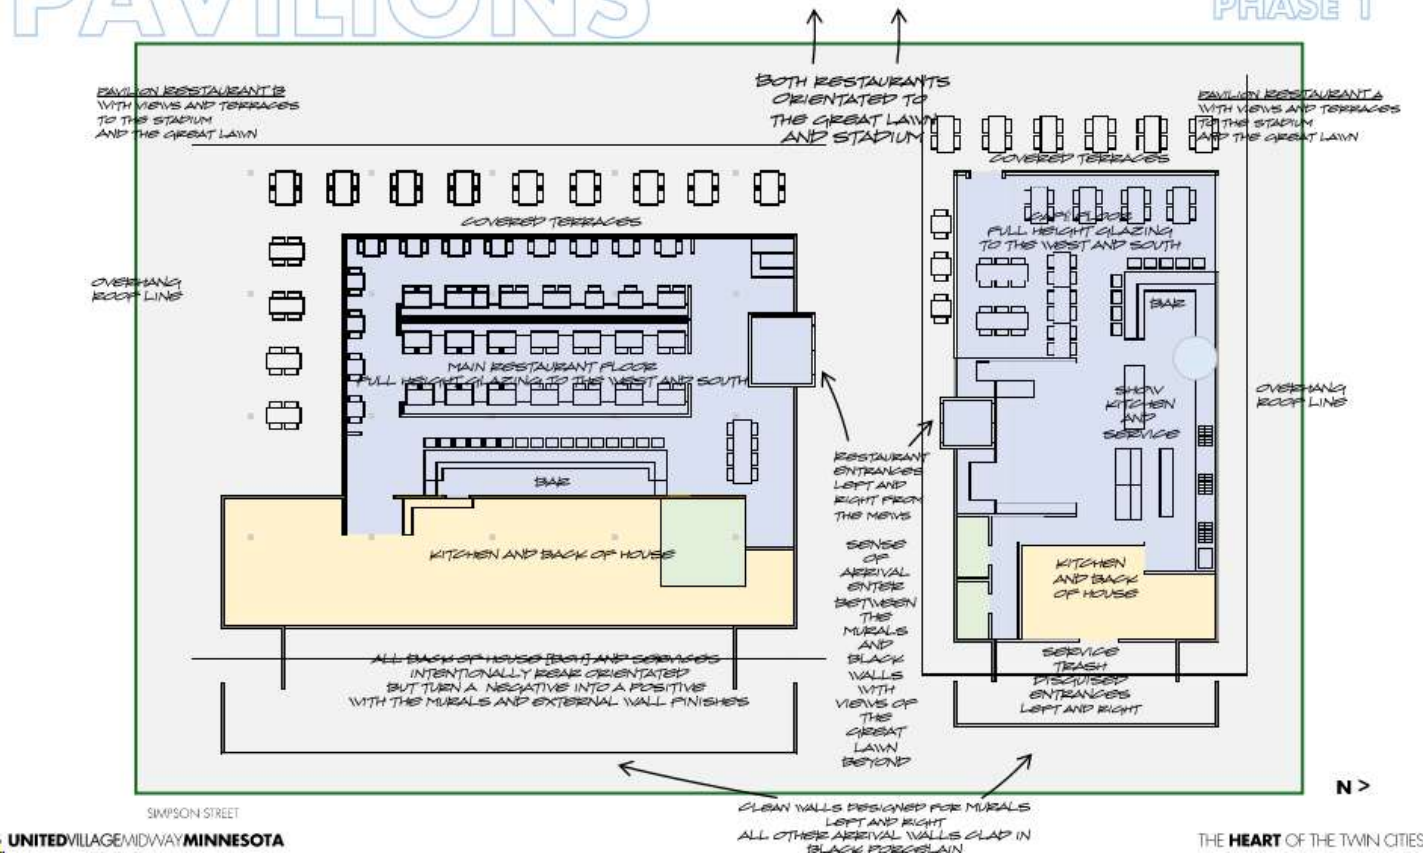 PAVILIONS
PHASE 1
PAVILION RESTAURANT B
WITH VIEWS AND TERRACES
TO THE STADIUM
AND THE GREAT LAWN
BOTH RESTAURANTS
ORIENTATED TO
THE GREAT LAWN
AND STADIUM
PAVILION RESTAURANT A
WITH VIEWS AND TERRACES
TO THE STADIUM
AND THE GREAT LAWN
COVERED TERRACES
COVERED TERRACES
CAFE FLOOR
FULL HEIGHT GLAZING
TO THE WEST AND SOUTH
OVERHANG
ROOF LINE
BAR
MAIN RESTAURANT FLOOR
FULL HEIGHT GLAZING TO THE WEST AND SOUTH
SHOW
KITCHEN
AND
SERVICE
OVERHANG
ROOF LINE
RESTAURANT
ENTRANCES
LEFT AND
RIGHT FROM
THE MEWS
BAR
KITCHEN AND BACK OF HOUSE
SENSE
OF
ARRIVAL
ENTER
BETWEEN
THE
MURALS
AND
BLACK
WALLS
WITH
VIEWS OF
THE
GREAT
LAWN
BEYOND
KITCHEN
AND BACK
OF HOUSE
ALL BACK OF HOUSE [BOH] AND SERVICES
INTENTIONALLY REAR ORIENTATED
BUT TURN A NEGATIVE INTO A POSITIVE
WITH THE MURALS AND EXTERNAL WALL FINISHES
SERVICE
TRASH
DISGUISED
ENTRANCES
LEFT AND RIGHT
N >
SIMPSON STREET
CLEAN WALLS DESIGNED FOR MURALS
LEFT AND RIGHT
ALL OTHER ARRIVAL WALLS CLAD IN
BLACK PORCELAIN
UNITEDVILLAGEMIDWAYMINNESOTA
THE HEART OF THE TWIN CITIES